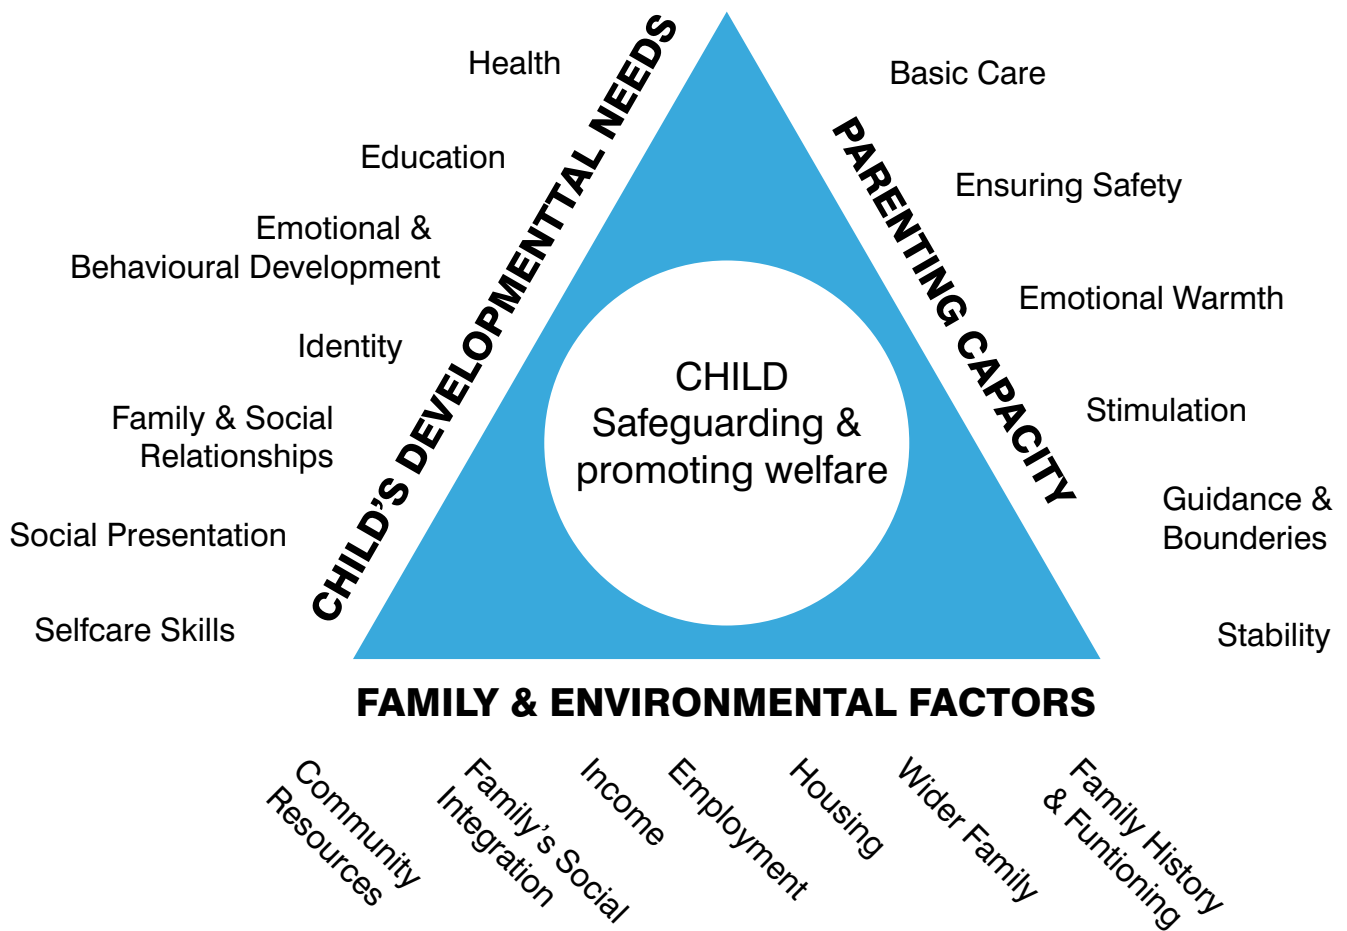 CHILD'S DEVELOPMENTTAL NEEDS
Health
Education
Emotional &
Behavioural Development
Identity
Family & Social
Relationships
Social Presentation
Selfcare Skills
PARENTING CAPACITY
Basic Care
Ensuring Safety
Emotional Warmth
Stimulation
Guidance &
Bounderies
Stability
CHILD
Safeguarding &
promoting welfare
FAMILY & ENVIRONMENTAL FACTORS
Community
Resources
Family's Social
Integration
Income
Employment
Housing
Wider Family
Family History
& Funtioning